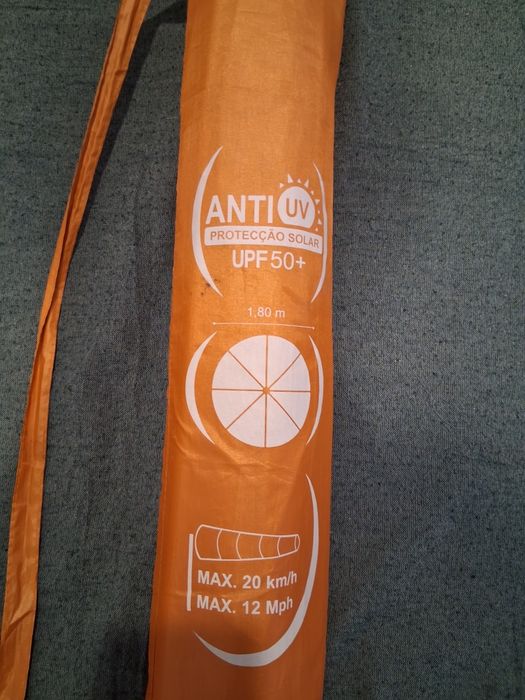 ANTI UV
PROTECÇÃO SOLAR
UPF 50+
1,80 m
MAX. 20 km/h
MAX. 12 Mph